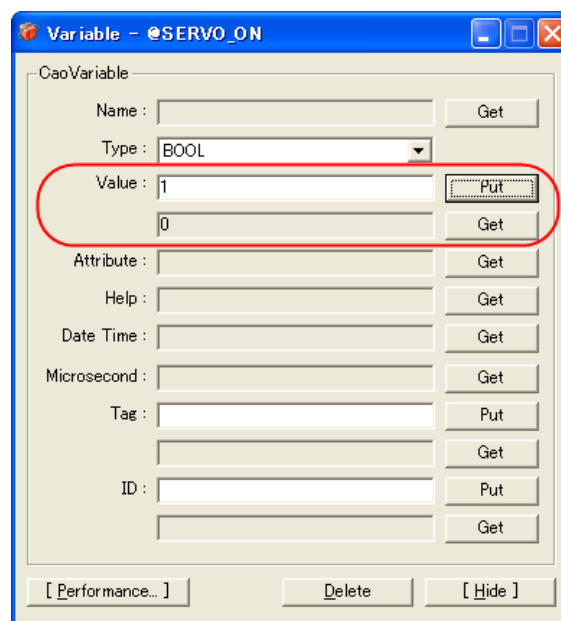 Variable - @SERVO_ON
CaoVariable
Name : Get
Type : BOOL
Value : 1 Put
0 Get
Attribute : Get
Help : Get
Date Time : Get
Microsecond : Get
Tag : Put
Get
ID : Put
Get
[ Performance... ] Delete [ Hide ]